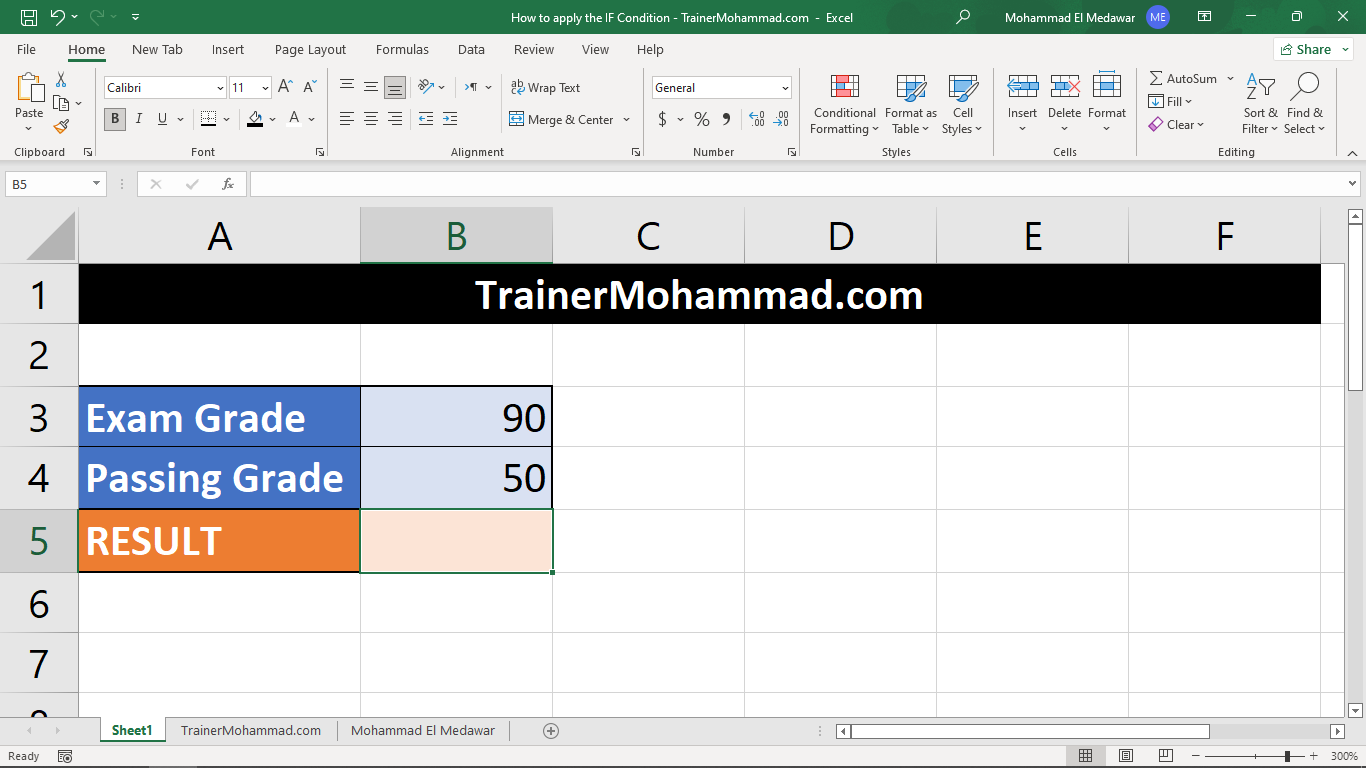 How to apply the IF Condition - TrainerMohammad.com - Excel
Mohammad El Medawar ME
File Home New Tab Insert Page Layout Formulas Data Review View Help Share
Paste
Calibri 11
B I U
A A A
ab Wrap Text
Merge & Center
General
$ % 9 .00 .00
Conditional Formatting
Format as Table
Cell Styles
Insert Delete Format
AutoSum
Fill
Clear
Sort & Filter
Find & Select
Clipboard Font Alignment Number Styles Cells Editing
B5 fx
A B C D E F
1 TrainerMohammad.com
2
3 Exam Grade 90
4 Passing Grade 50
5 RESULT
6
7
Sheet1 TrainerMohammad.com Mohammad El Medawar
Ready 300%